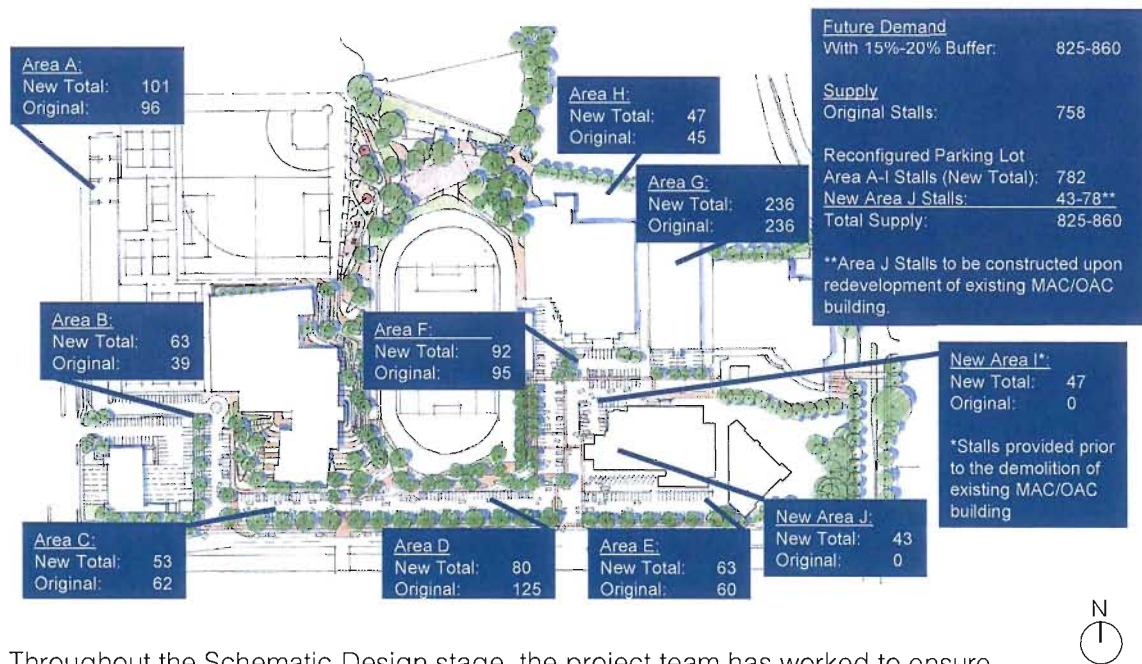 Area A:
New Total: 101
Original: 96
Area H:
New Total: 47
Original: 45
Area G:
New Total: 236
Original: 236
Future Demand
With 15%-20% Buffer: 825-860
Supply
Original Stalls: 758
Reconfigured Parking Lot
Area A-I Stalls (New Total): 782
New Area J Stalls: 43-78**
Total Supply: 825-860
**Area J Stalls to be constructed upon
redevelopment of existing MAC/OAC
building.
Area B:
New Total: 63
Original: 39
Area F:
New Total: 92
Original: 95
New Area I*:
New Total: 47
Original: 0
*Stalls provided prior
to the demolition of
existing MAC/OAC
building
Area C:
New Total: 53
Original: 62
Area D
New Total: 80
Original: 125
Area E:
New Total: 63
Original: 60
New Area J:
New Total: 43
Original: 0
N
Throughout the Schematic Design stage, the project team has worked to ensure